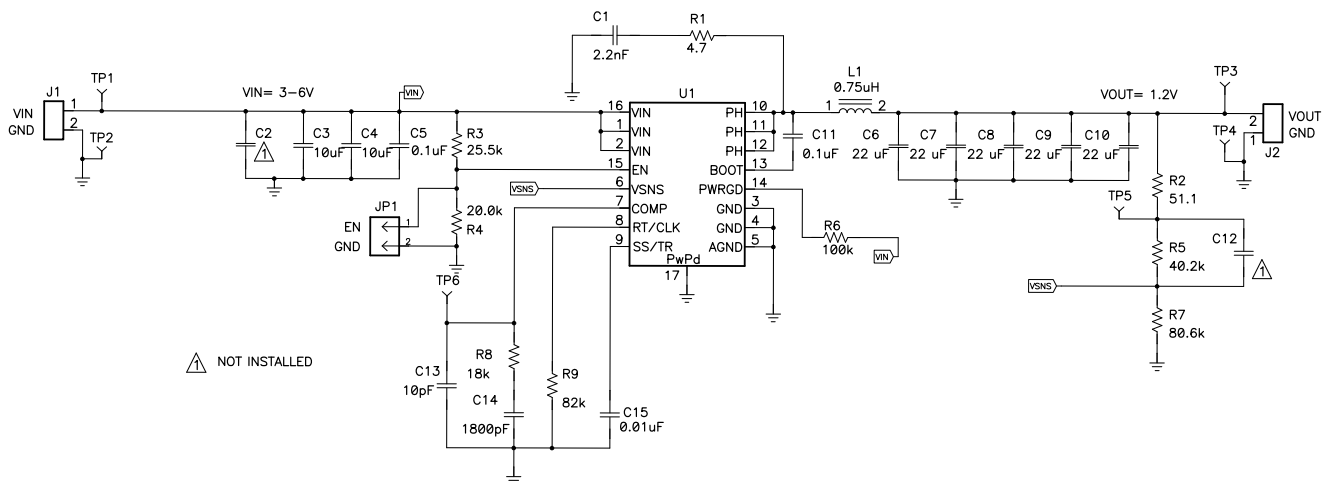 C1
2.2nF
R1
4.7
J1
VIN 1
GND 2
TP1
TP2
VIN= 3-6V
VIN
C2
1
C3
10uF
C4
10uF
C5
0.1uF
R3
25.5k
20.0k
R4
JP1
EN 1
GND 2
VSNS
U1
16 VIN
1 VIN
2 VIN
15 EN
6 VSNS
7 COMP
8 RT/CLK
9 SS/TR
PH 10
PH 11
PH 12
BOOT 13
PWRGD 14
GND 3
GND 4
AGND 5
PwPd
17
C11
0.1uF
L1
0.75uH
1 2
C6
22 uF
C7
22 uF
C8
22 uF
C9
22 uF
C10
22 uF
VOUT= 1.2V
TP3
TP4
2 VOUT
1 GND
J2
R6
100k
VIN
R2
51.1
TP5
R5
40.2k
C12
1
VSNS
R7
80.6k
TP6
1 NOT INSTALLED
C13
10pF
R8
18k
C14
1800pF
R9
82k
C15
0.01uF